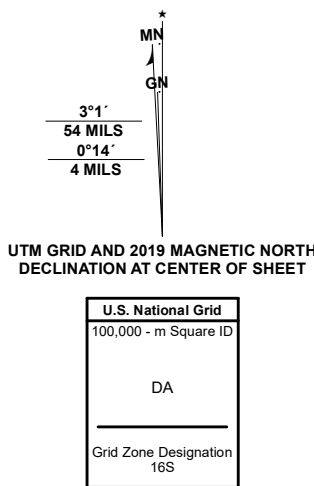 MN
GN
3°1´
54 MILS
0°14´
4 MILS
UTM GRID AND 2019 MAGNETIC NORTH
DECLINATION AT CENTER OF SHEET
U.S. National Grid
100,000 - m Square ID
DA
Grid Zone Designation
16S